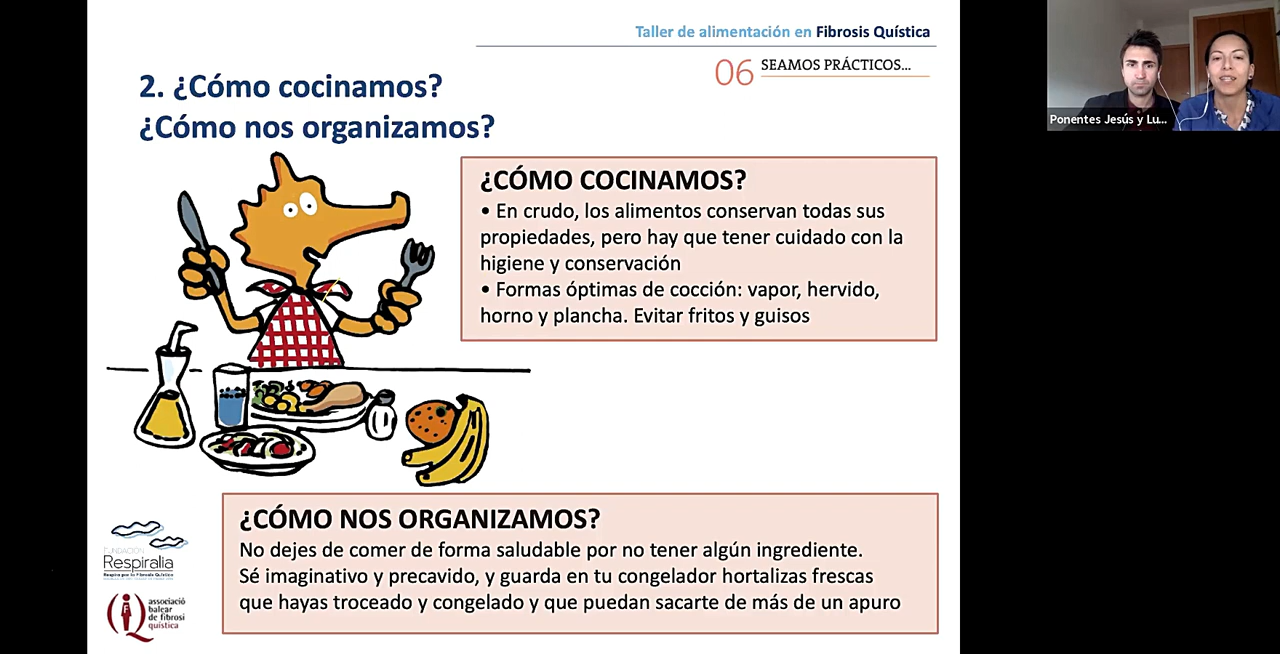 Taller de alimentación en Fibrosis Quística
06 SEAMOS PRÁCTICOS...
Ponentes Jesús y Lu...
2. ¿Cómo cocinamos?
¿Cómo nos organizamos?
¿CÓMO COCINAMOS?
• En crudo, los alimentos conservan todas sus
propiedades, pero hay que tener cuidado con la
higiene y conservación
• Formas óptimas de cocción: vapor, hervido,
horno y plancha. Evitar fritos y guisos
¿CÓMO NOS ORGANIZAMOS?
No dejes de comer de forma saludable por no tener algún ingrediente.
Sé imaginativo y precavido, y guarda en tu congelador hortalizas frescas
que hayas troceado y congelado y que puedan sacarte de más de un apuro
FUNDACIÓN
Respiralia
associació
balear
de fibrosi
quística